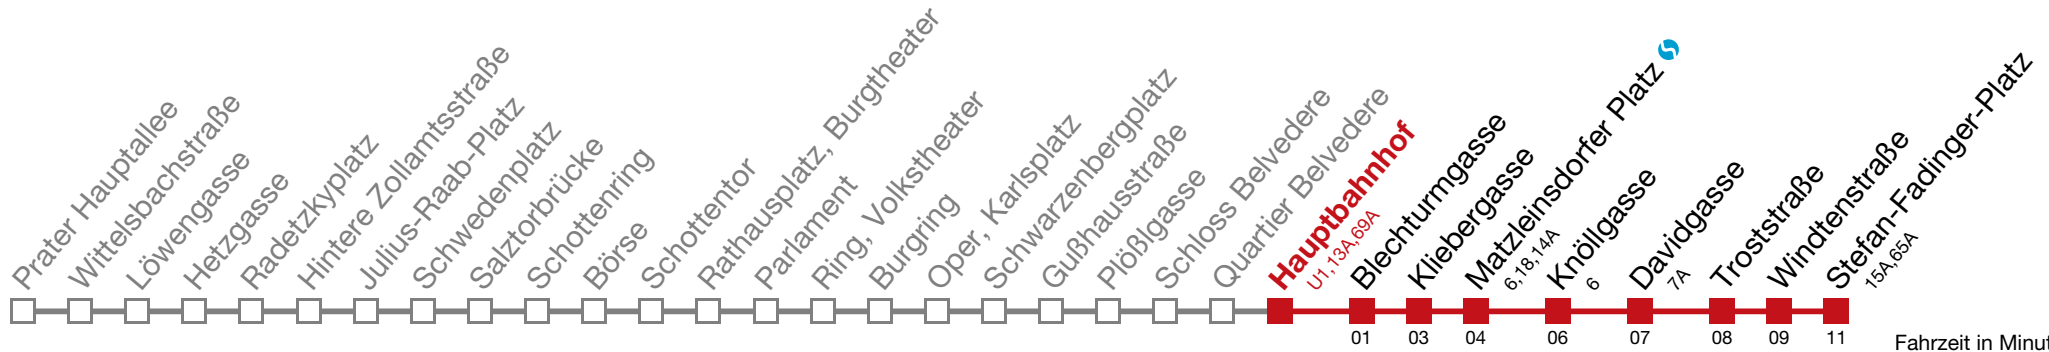 Prater Hauptallee
Wittelsbachstraße
Löwengasse
Hetzgasse
Radetzkyplatz
Hintere Zollamtsstraße
Julius-Raab-Platz
Schwedenplatz
Salztorbrücke
Schottenring
Börse
Schottentor
Rathausplatz, Burgtheater
Parlament
Ring, Volkstheater
Burgring
Oper, Karlsplatz
Schwarzenbergplatz
Gußhausstraße
Plößlgasse
Schloss Belvedere
Quartier Belvedere
Hauptbahnhof
U1,13A,69A
Blechturmgasse
Kliebergasse
Matzleinsdorfer Platz
6,18,14A
Knöllgasse
6
Davidgasse
7A
Troststraße
Windtenstraße
Stefan-Fadinger-Platz
15A,65A
01 03 04 06 07 08 09 11
Fahrzeit in Minut